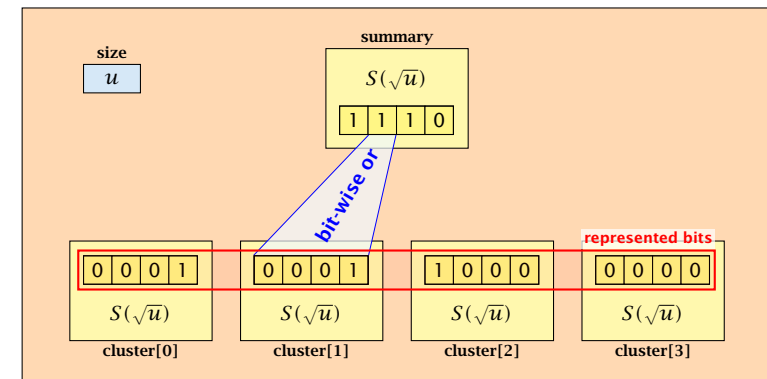 summary
size
u
S(√u)
1 1 1 0
bit-wise or
represented bits
0 0 0 1
0 0 0 1
1 0 0 0
0 0 0 0
S(√u)
S(√u)
S(√u)
S(√u)
cluster[0]
cluster[1]
cluster[2]
cluster[3]